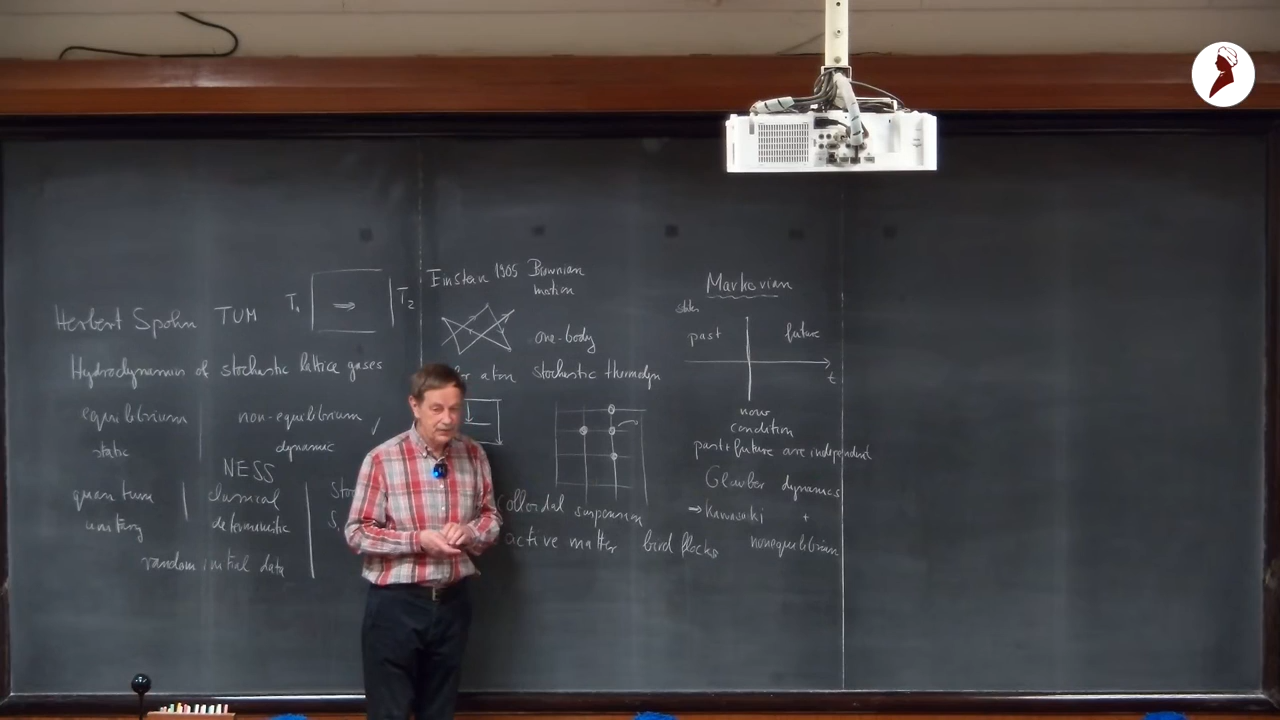 Herbert Spohn TUM
T1 ⇒ T2
Hydrodynamics of stochastic lattice gases
equilibrium | non-equilibrium ✓
static dynamic
NESS
quantum | classical |
unitary deterministic
random initial data
Einstein 1905 Brownian
motion
one-body
atom stochastic thermodyn
colloidal suspension
active matter bird flocks
Markovian
states
past future
t
now
condition
past+future are independent
Glauber dynamics
⇒ Kawasaki +
nonequilibrium